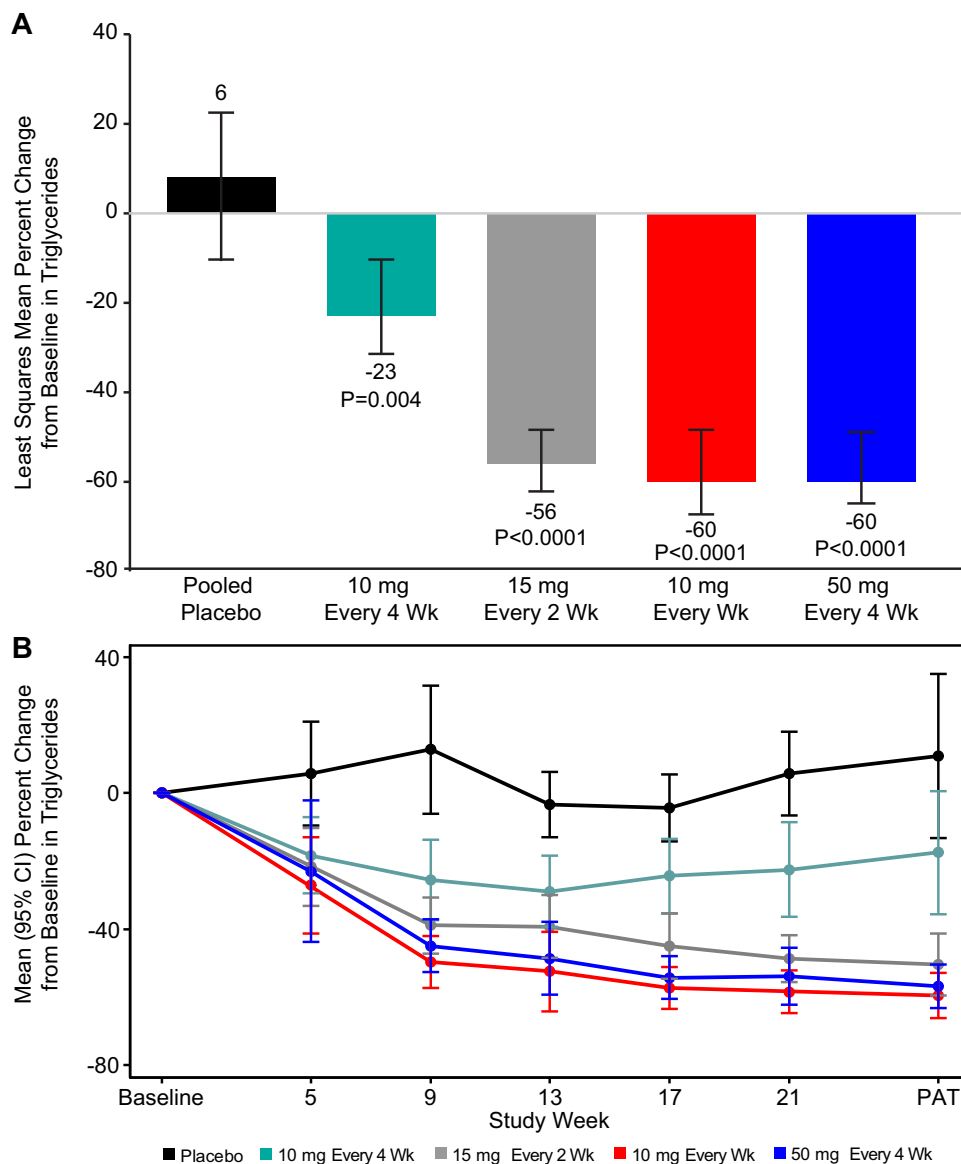 A
Least Squares Mean Percent Change
from Baseline in Triglycerides
40
20
0
-20
-40
-60
-80
6
-23
P=0.004
-56
P<0.0001
-60
P<0.0001
-60
P<0.0001
Pooled
Placebo
10 mg
Every 4 Wk
15 mg
Every 2 Wk
10 mg
Every Wk
50 mg
Every 4 Wk
B
Mean (95% CI) Percent Change
from Baseline in Triglycerides
40
0
-40
-80
Baseline 5 9 13 17 21 PAT
Study Week
Placebo 10 mg Every 4 Wk 15 mg Every 2 Wk 10 mg Every Wk 50 mg Every 4 Wk